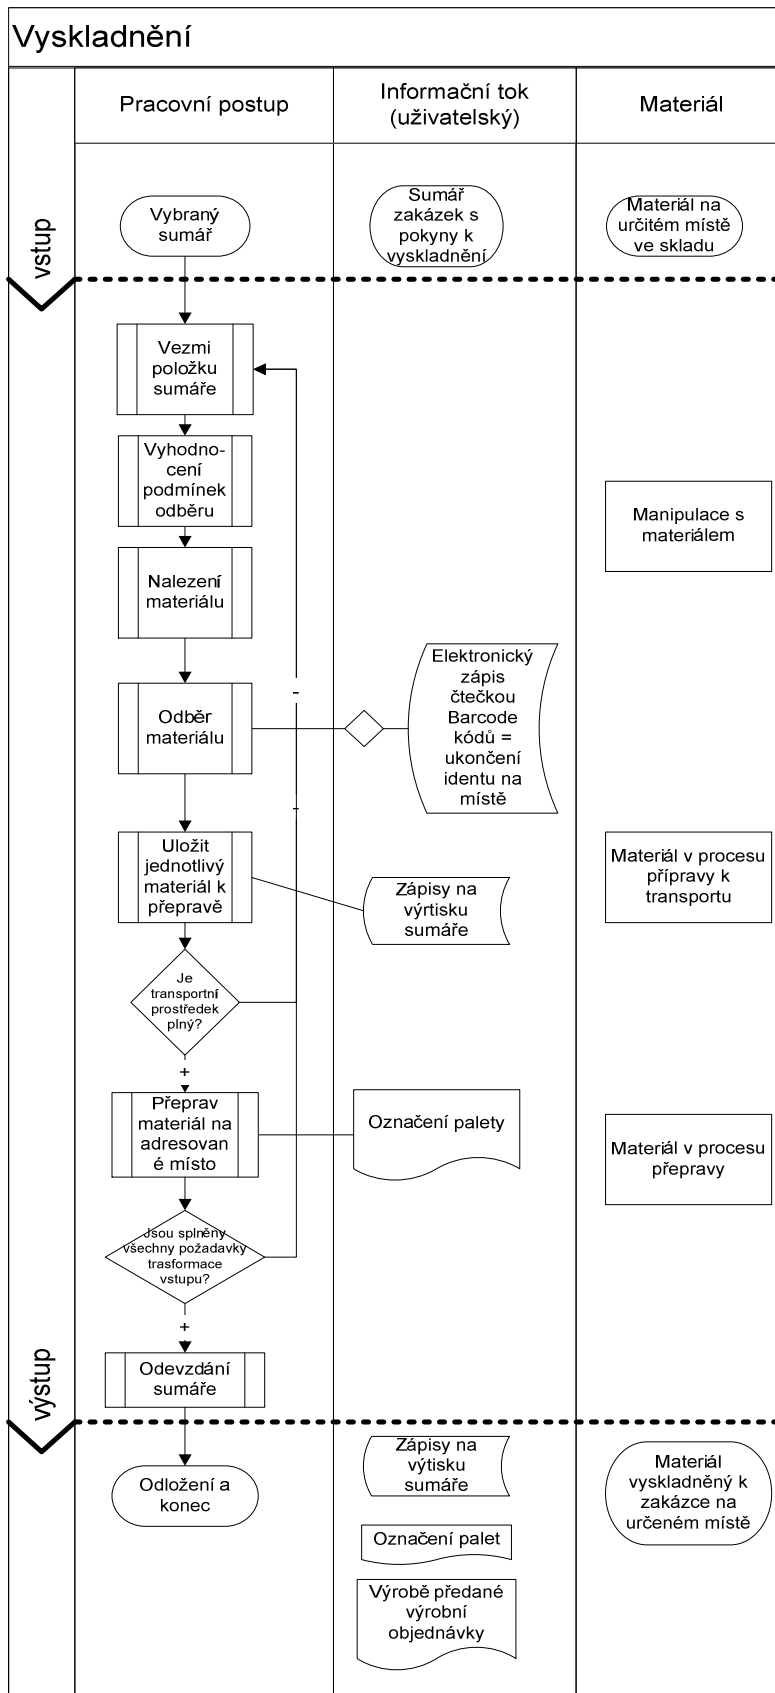 Vyskladnění
Pracovní postup
Informační tok
(uživatelský)
Materiál
vstup
Vybraný
sumář
Sumář
zakázek s
pokyny k
vyskladnění
Materiál na
určitém místě
ve skladu
Vezmi
položku
sumáře
Vyhodno-
cení
podmínek
odběru
Manipulace s
materiálem
Nalezení
materiálu
Odběr
materiálu
Elektronický
zápis
čtečkou
Barcode
kódů =
ukončení
identu na
místě
-
-
Uložit
jednotlivý
materiál k
přepravě
Zápisy na
výrtisku
sumáře
Materiál v procesu
přípravy k
transportu
Je
transportní
prostředek
plný?
+
Přeprav
materiál na
adresovan
é místo
Označení palety
Materiál v procesu
přepravy
Jsou splněny
všechny požadavky
trasformace
vstupu?
+
Odevzdání
sumáře
výstup
Odložení a
konec
Zápisy na
výtisku
sumáře
Označení palet
Výrobě předané
výrobní
objednávky
Materiál
vyskladněný k
zakázce na
určeném místě